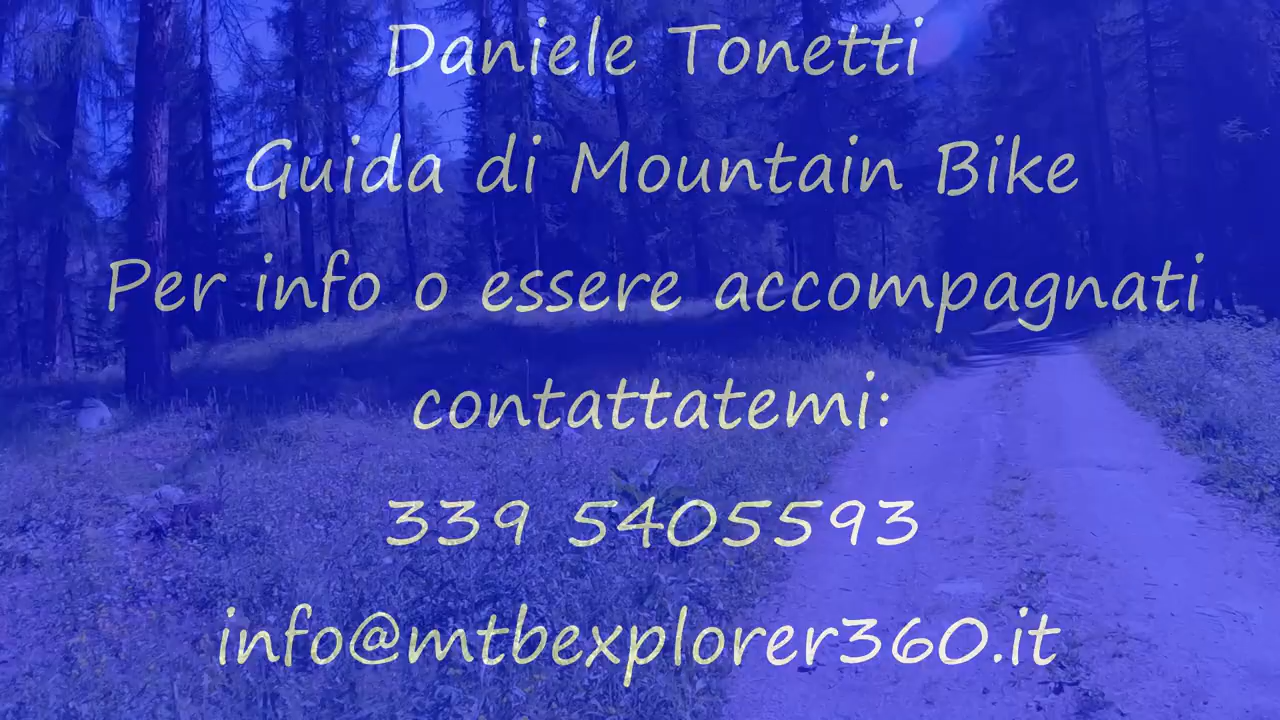 Daniele Tonetti
Guida di Mountain Bike
Per info o essere accompagnati
contattatemi:
339 5405593
info@mtbexplorer360.it